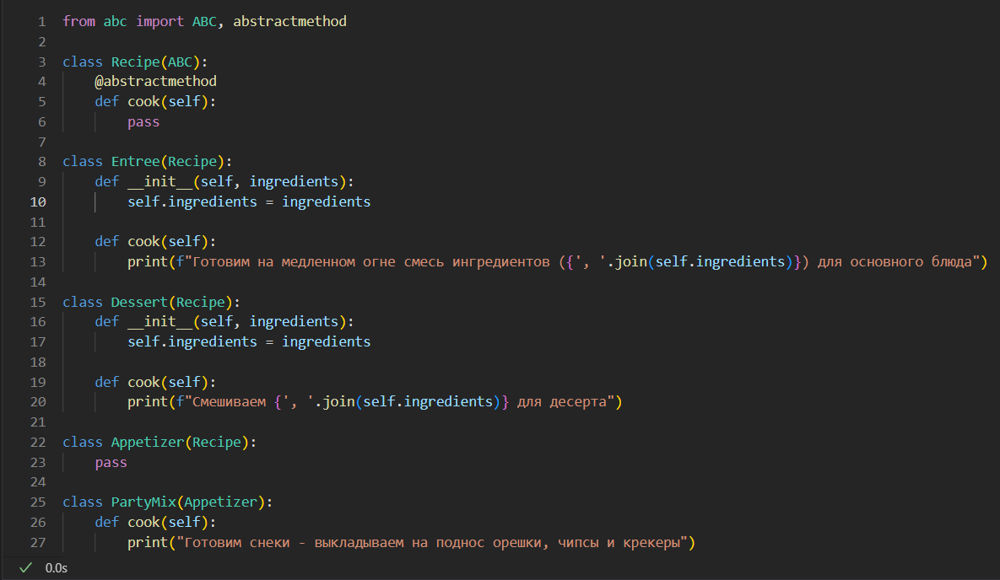 1 from abc import ABC, abstractmethod
2
3 class Recipe(ABC):
4     @abstractmethod
5     def cook(self):
6         pass
7
8 class Entree(Recipe):
9     def __init__(self, ingredients):
10         self.ingredients = ingredients
11
12     def cook(self):
13         print(f"Готовим на медленном огне смесь ингредиентов ({', '.join(self.ingredients)}) для основного блюда")
14
15 class Dessert(Recipe):
16     def __init__(self, ingredients):
17         self.ingredients = ingredients
18
19     def cook(self):
20         print(f"Смешиваем {', '.join(self.ingredients)} для десерта")
21
22 class Appetizer(Recipe):
23     pass
24
25 class PartyMix(Appetizer):
26     def cook(self):
27         print("Готовим снеки - выкладываем на поднос орешки, чипсы и крекеры")
0.0s